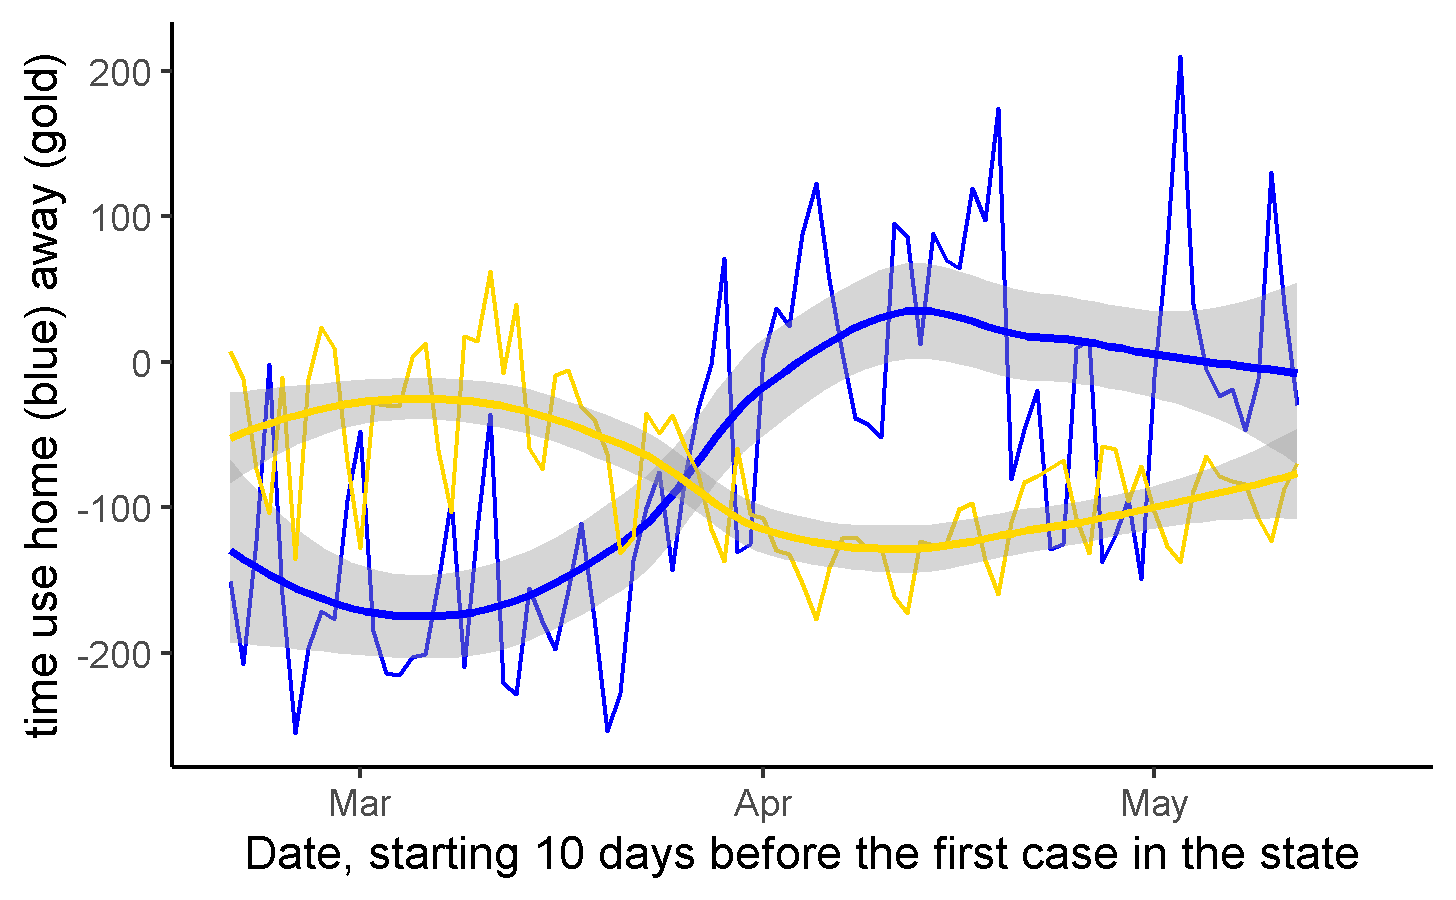 time use home (blue) away (gold)
200
100
0
-100
-200
Mar
Apr
May
Date, starting 10 days before the first case in the state